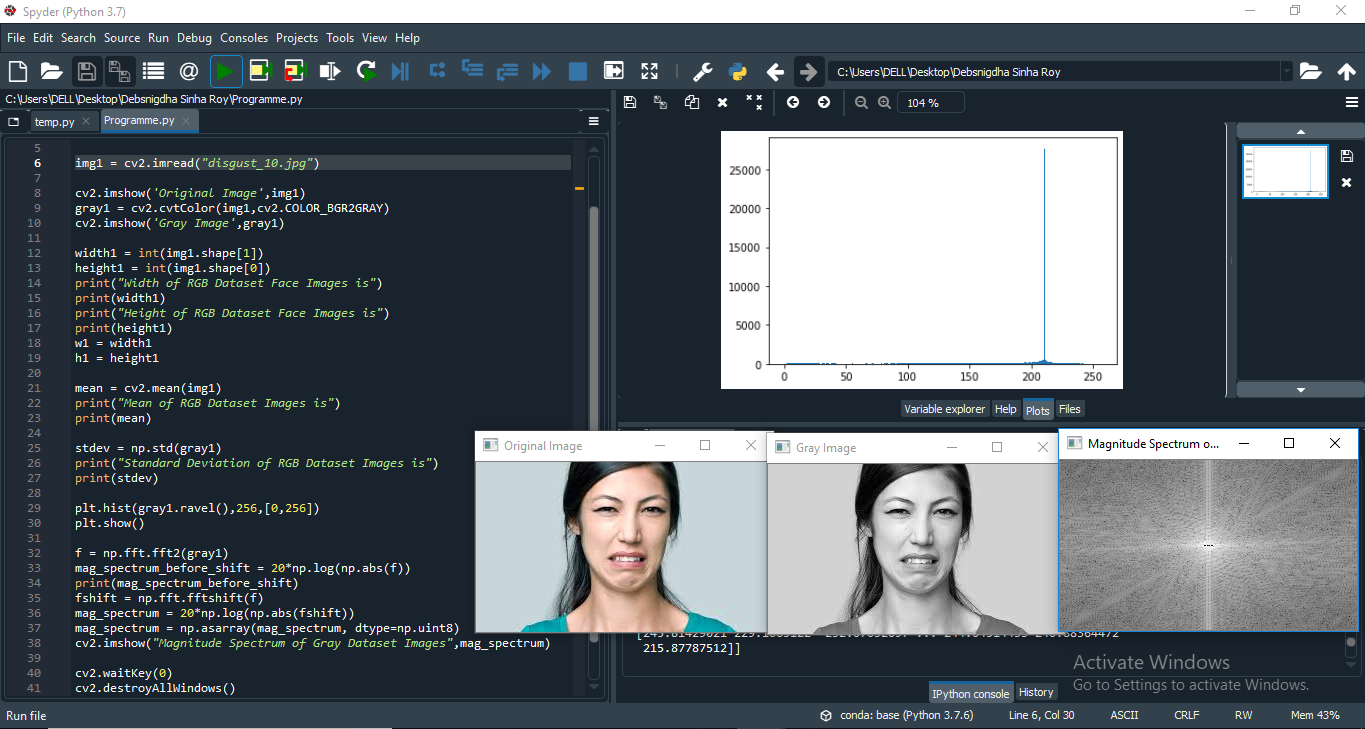 Spyder (Python 3.7)
File Edit Search Source Run Debug Consoles Projects Tools View Help
C:\Users\DELL\Desktop\Debsnigdha Sinha Roy
C:\Users\DELL\Desktop\Debsnigdha Sinha Roy\Programme.py
temp.py
Programme.py
5
6 img1 = cv2.imread("disgust_10.jpg")
7
8 cv2.imshow('Original Image',img1)
9 gray1 = cv2.cvtColor(img1,cv2.COLOR_BGR2GRAY)
10 cv2.imshow('Gray Image',gray1)
11
12 width1 = int(img1.shape[1])
13 height1 = int(img1.shape[0])
14 print("Width of RGB Dataset Face Images is")
15 print(width1)
16 print("Height of RGB Dataset Face Images is")
17 print(height1)
18 w1 = width1
19 h1 = height1
20
21 mean = cv2.mean(img1)
22 print("Mean of RGB Dataset Images is")
23 print(mean)
24
25 stdev = np.std(gray1)
26 print("Standard Deviation of RGB Dataset Images is")
27 print(stdev)
28
29 plt.hist(gray1.ravel(),256,[0,256])
30 plt.show()
31
32 f = np.fft.fft2(gray1)
33 mag_spectrum_before_shift = 20*np.log(np.abs(f))
34 print(mag_spectrum_before_shift)
35 fshift = np.fft.fftshift(f)
36 mag_spectrum = 20*np.log(np.abs(fshift))
37 mag_spectrum = np.asarray(mag_spectrum, dtype=np.uint8)
38 cv2.imshow("Magnitude Spectrum of Gray Dataset Images",mag_spectrum)
39
40 cv2.waitKey(0)
41 cv2.destroyAllWindows()
104 %
25000
20000
15000
10000
5000
0
0 50 100 150 200 250
Variable explorer Help Plots Files
Original Image
Gray Image
Magnitude Spectrum o...
215.87787512]]
Activate Windows
Go to Settings to activate Windows.
IPython console History
Run file
conda: base (Python 3.7.6) Line 6, Col 30 ASCII CRLF RW Mem 43%